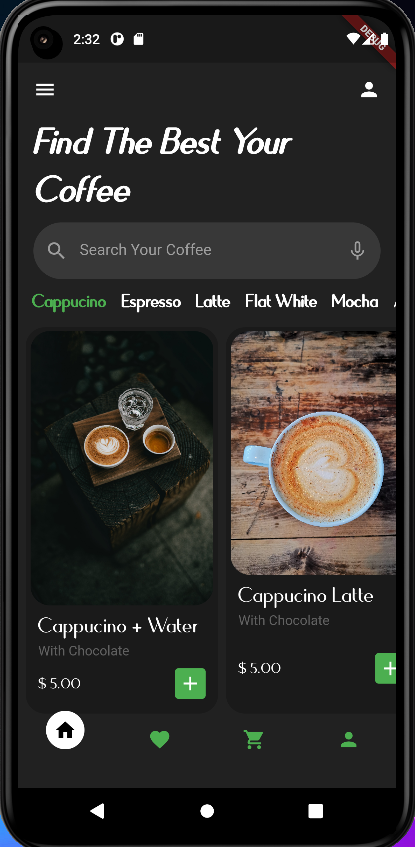 2:32
DEBUG
Find The Best Your
Coffee
Search Your Coffee
Cappucino Espresso Latte Flat White Mocha
Cappucino + Water
With Chocolate
$ 5.00
Cappucino Latte
With Chocolate
$ 5.00